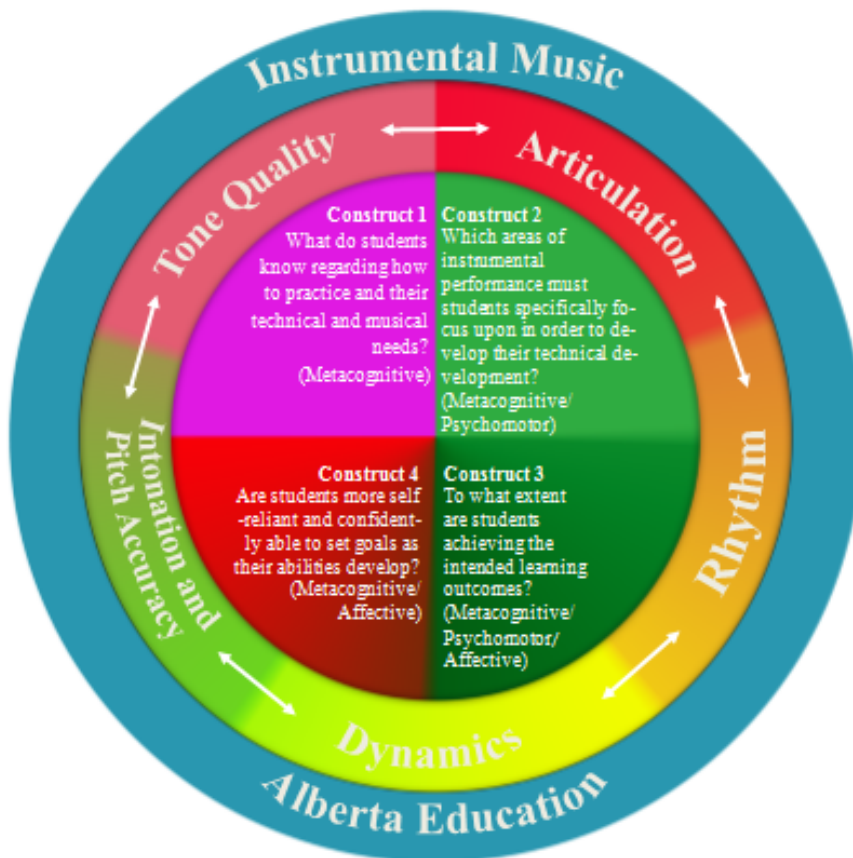 Instrumental Music
Tone Quality
Articulation
Rhythm
Dynamics
Intonation and
Pitch Accuracy
Construct 1
What do students
know regarding how
to practice and their
technical and musical
needs?
(Metacognitive)
Construct 2
Which areas of
instrumental
performance must
students specifically fo-
cus upon in order to de-
velop their technical de-
velopment?
(Metacognitive/
Psychomotor)
Construct 3
To what extent
are students
achieving the
intended learning
outcomes?
(Metacognitive/
Psychomotor/
Affective)
Construct 4
Are students more self
-reliant and confident-
ly able to set goals as
their abilities develop?
(Metacognitive/
Affective)
Alberta Education